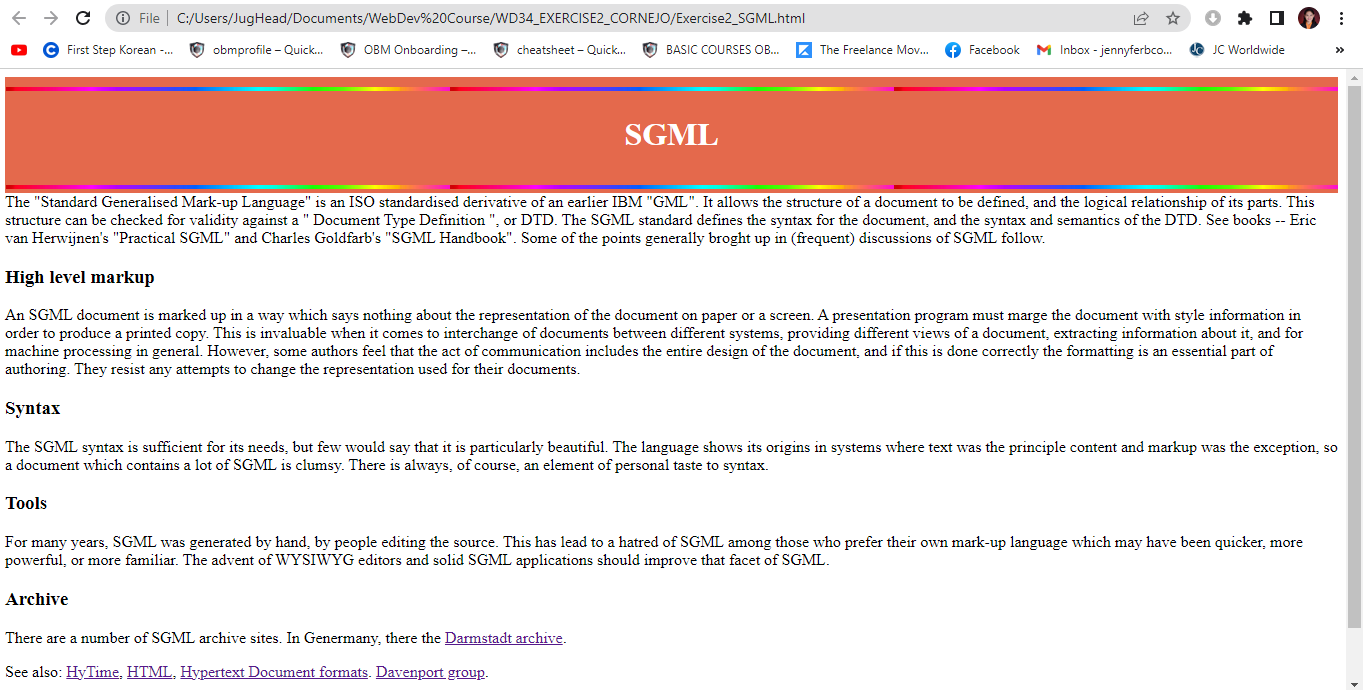 File
C:/Users/JugHead/Documents/WebDev%20Course/WD34_EXERCISE2_CORNEJO/Exercise2_SGML.html
First Step Korean -... obmprofile – Quick... OBM Onboarding –... cheatsheet – Quick... BASIC COURSES OB... The Freelance Mov... Facebook Inbox - jennyferbco... JC Worldwide »
SGML
The "Standard Generalised Mark-up Language" is an ISO standardised derivative of an earlier IBM "GML". It allows the structure of a document to be defined, and the logical relationship of its parts. This
structure can be checked for validity against a " Document Type Definition ", or DTD. The SGML standard defines the syntax for the document, and the syntax and semantics of the DTD. See books -- Eric
van Herwijnen's "Practical SGML" and Charles Goldfarb's "SGML Handbook". Some of the points generally broght up in (frequent) discussions of SGML follow.
High level markup
An SGML document is marked up in a way which says nothing about the representation of the document on paper or a screen. A presentation program must marge the document with style information in
order to produce a printed copy. This is invaluable when it comes to interchange of documents between different systems, providing different views of a document, extracting information about it, and for
machine processing in general. However, some authors feel that the act of communication includes the entire design of the document, and if this is done correctly the formatting is an essential part of
authoring. They resist any attempts to change the representation used for their documents.
Syntax
The SGML syntax is sufficient for its needs, but few would say that it is particularly beautiful. The language shows its origins in systems where text was the principle content and markup was the exception, so
a document which contains a lot of SGML is clumsy. There is always, of course, an element of personal taste to syntax.
Tools
For many years, SGML was generated by hand, by people editing the source. This has lead to a hatred of SGML among those who prefer their own mark-up language which may have been quicker, more
powerful, or more familiar. The advent of WYSIWYG editors and solid SGML applications should improve that facet of SGML.
Archive
There are a number of SGML archive sites. In Genermany, there the Darmstadt archive.
See also: HyTime, HTML, Hypertext Document formats. Davenport group.